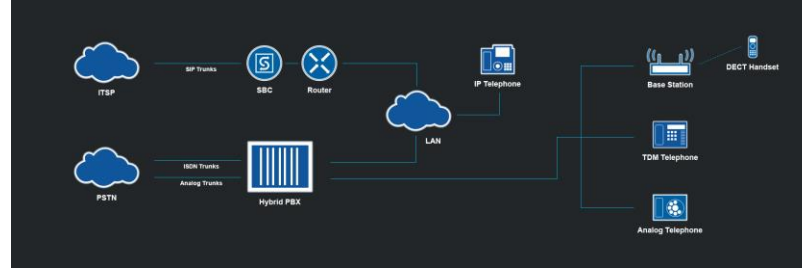 ITSP
SIP Trunks
SBC
Router
IP Telephone
LAN
Base Station
DECT Handset
PSTN
ISDN Trunks
Analog Trunks
Hybrid PBX
TDM Telephone
Analog Telephone